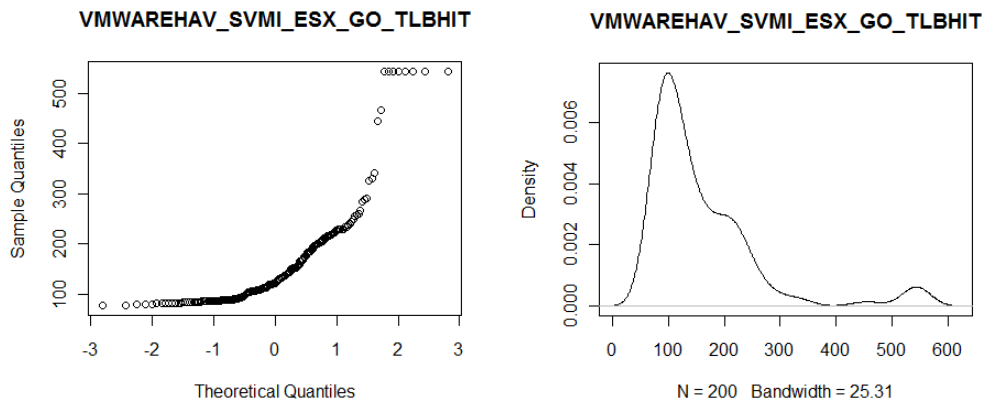 VMWAREHAV_SVMI_ESX_GO_TLBHIT
Sample Quantiles
500
400
300
200
100
-3 -2 -1 0 1 2 3
Theoretical Quantiles
VMWAREHAV_SVMI_ESX_GO_TLBHIT
Density
0.006
0.004
0.002
0.000
0 100 200 300 400 500 600
N = 200 Bandwidth = 25.31